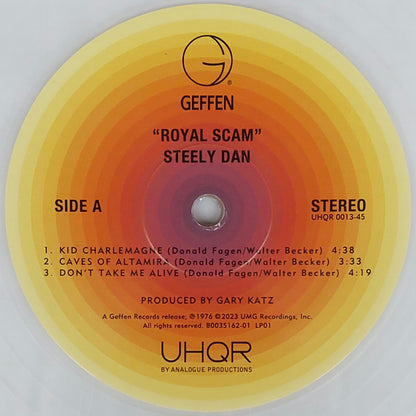 G
GEFFEN
"ROYAL SCAM"
STEELY DAN
SIDE A
STEREO
UHQR 0013-45
1. KID CHARLEMAGNE (Donald Fagen/Walter Becker) 4:38
2. CAVES OF ALTAMIRA (Donald Fagen/Walter Becker) 3:33
3. DON'T TAKE ME ALIVE (Donald Fagen/Walter Becker) 4:19
PRODUCED BY GARY KATZ
A Geffen Records release; ℗ 1976 © 2023 UMG Recordings, Inc.
All rights reserved. B0035162-01 LP01
UHQR
BY ANALOGUE PRODUCTIONS